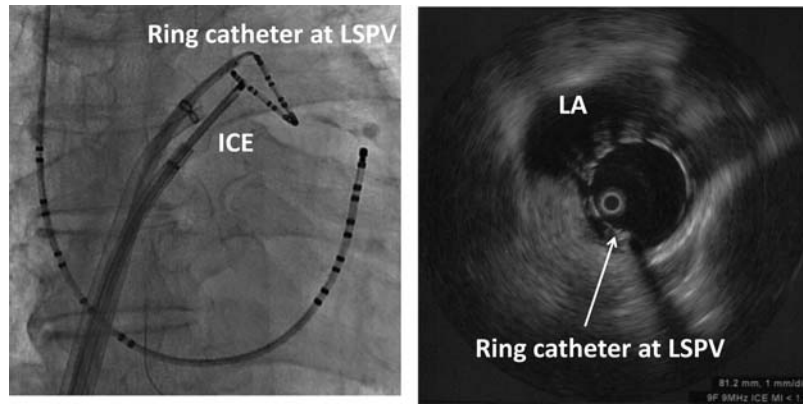 Ring catheter at LSPV
ICE
LA
Ring catheter at LSPV
81.2 mm, 1 mm/di
9F 9MHz ICE MI < 1